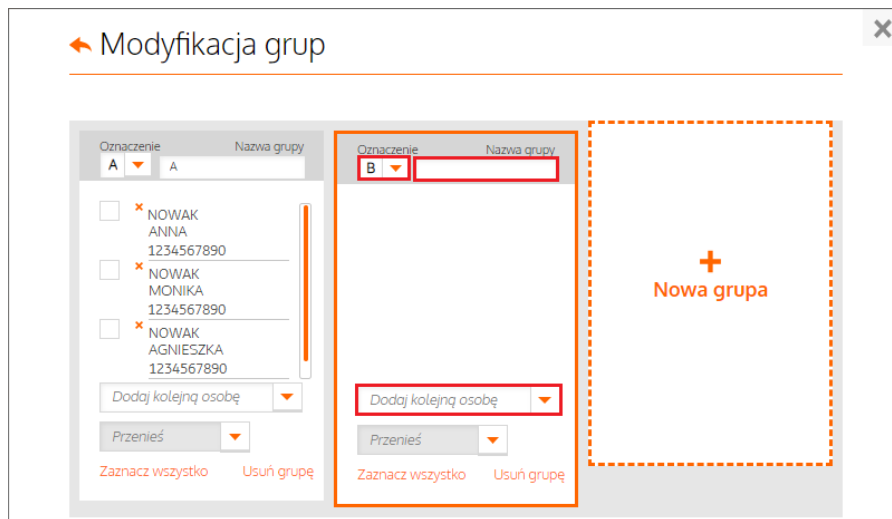 Modyfikacja grup
Oznaczenie Nazwa grupy
A A
NOWAK
ANNA
1234567890
NOWAK
MONIKA
1234567890
NOWAK
AGNIESZKA
1234567890
Dodaj kolejną osobę
Przenieś
Zaznacz wszystko Usuń grupę
Oznaczenie Nazwa grupy
B
Dodaj kolejną osobę
Przenieś
Zaznacz wszystko Usuń grupę
+
Nowa grupa